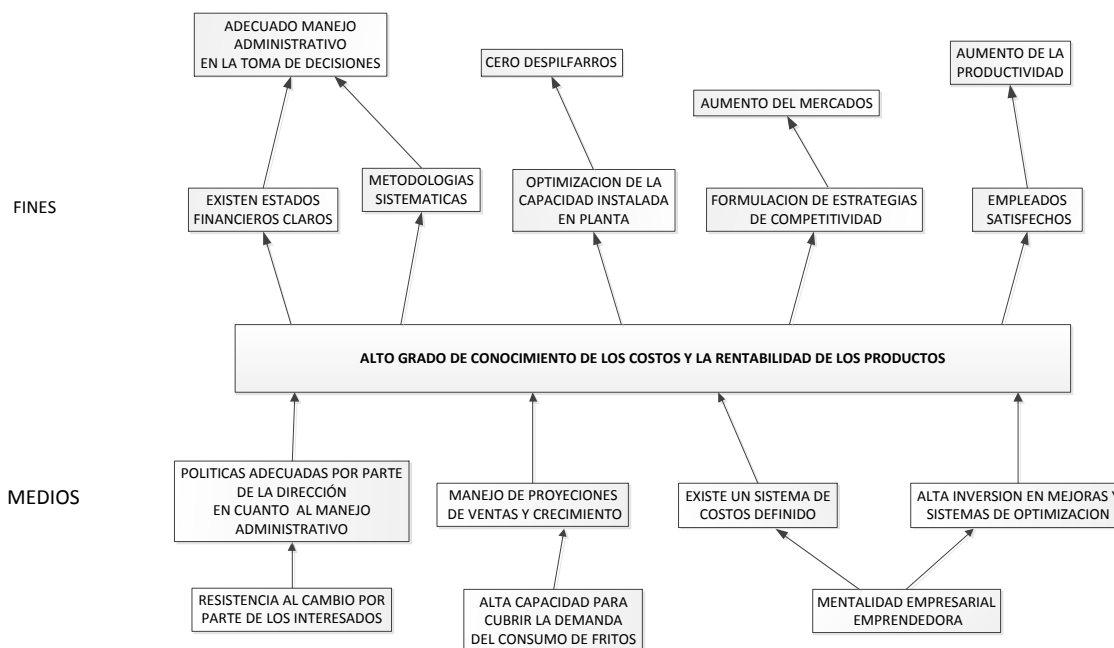 ADECUADO MANEJO
ADMINISTRATIVO
EN LA TOMA DE DECISIONES
CERO DESPILFARROS
AUMENTO DE LA
PRODUCTIVIDAD
AUMENTO DEL MERCADOS
FINES
EXISTEN ESTADOS
FINANCIEROS CLAROS
METODOLOGIAS
SISTEMATICAS
OPTIMIZACION DE LA
CAPACIDAD INSTALADA
EN PLANTA
FORMULACION DE ESTRATEGIAS
DE COMPETITIVIDAD
EMPLEADOS
SATISFECHOS
ALTO GRADO DE CONOCIMIENTO DE LOS COSTOS Y LA RENTABILIDAD DE LOS PRODUCTOS
MEDIOS
POLITICAS ADECUADAS POR PARTE
DE LA DIRECCIÓN
EN CUANTO AL MANEJO
ADMINISTRATIVO
MANEJO DE PROYECIONES
DE VENTAS Y CRECIMIENTO
EXISTE UN SISTEMA DE
COSTOS DEFINIDO
ALTA INVERSION EN MEJORAS Y
SISTEMAS DE OPTIMIZACION
RESISTENCIA AL CAMBIO POR
PARTE DE LOS INTERESADOS
ALTA CAPACIDAD PARA
CUBRIR LA DEMANDA
DEL CONSUMO DE FRITOS
MENTALIDAD EMPRESARIAL
EMPRENDEDORA